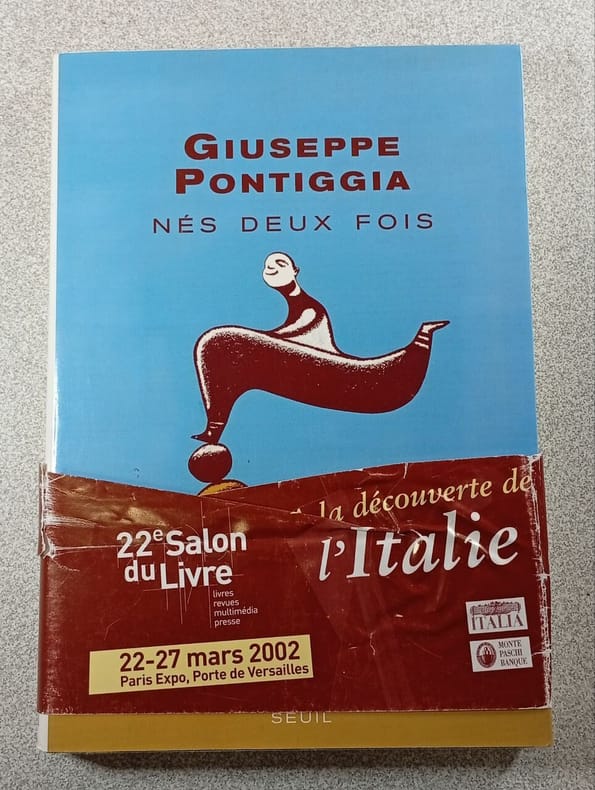 GIUSEPPE
PONTIGGIA
NÉS DEUX FOIS
la découverte de
l'Italie
22e Salon
du Livre
livres
revues
multimédia
presse
22-27 mars 2002
Paris Expo, Porte de Versailles
ITALIA
MONTE
PASCHI
BANQUE
SEUIL